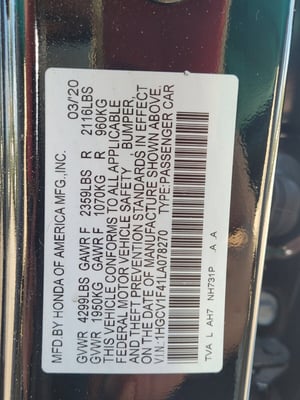 MFD.BY HONDA OF AMERICA MFG.,INC. 03/20
GVWR 4299LBS GAWR F 2359LBS R 2116LBS
GVWR 1950KG GAWR F 1070KG R 960KG
THIS VEHICLE CONFORMS TO ALL APPLICABLE
FEDERAL MOTOR VEHICLE SAFETY, BUMPER,
AND THEFT PREVENTION STANDARDS IN EFFECT
ON THE DATE OF MANUFACTURE SHOWN ABOVE.
V.I.N:1HGCV1F41LA078270 TYPE:PASSENGER CAR
TVA L AH7 NH731P A A